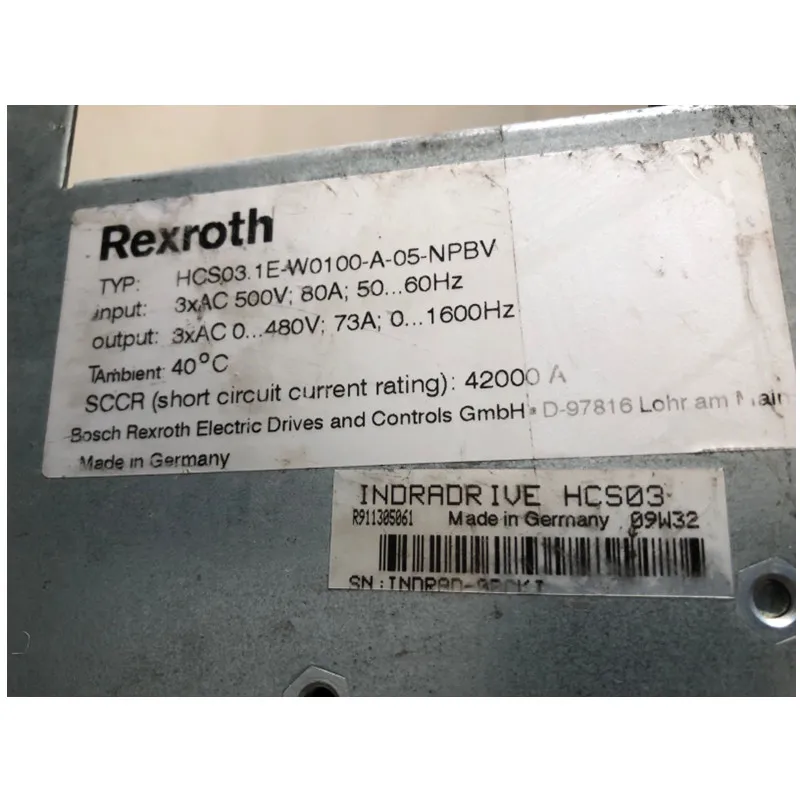 Rexroth
TYP: HCS03.1E-W0100-A-05-NPBV
input: 3xAC 500V; 80A; 50...60Hz
output: 3xAC 0...480V; 73A; 0...1600Hz
TAmbient: 40°C
SCCR (short circuit current rating): 42000 A
Bosch Rexroth Electric Drives and Controls GmbH • D-97816 Lohr am Main
Made in Germany
INDRADRIVE HCS03
R911305061 Made in Germany 09W32
SN: